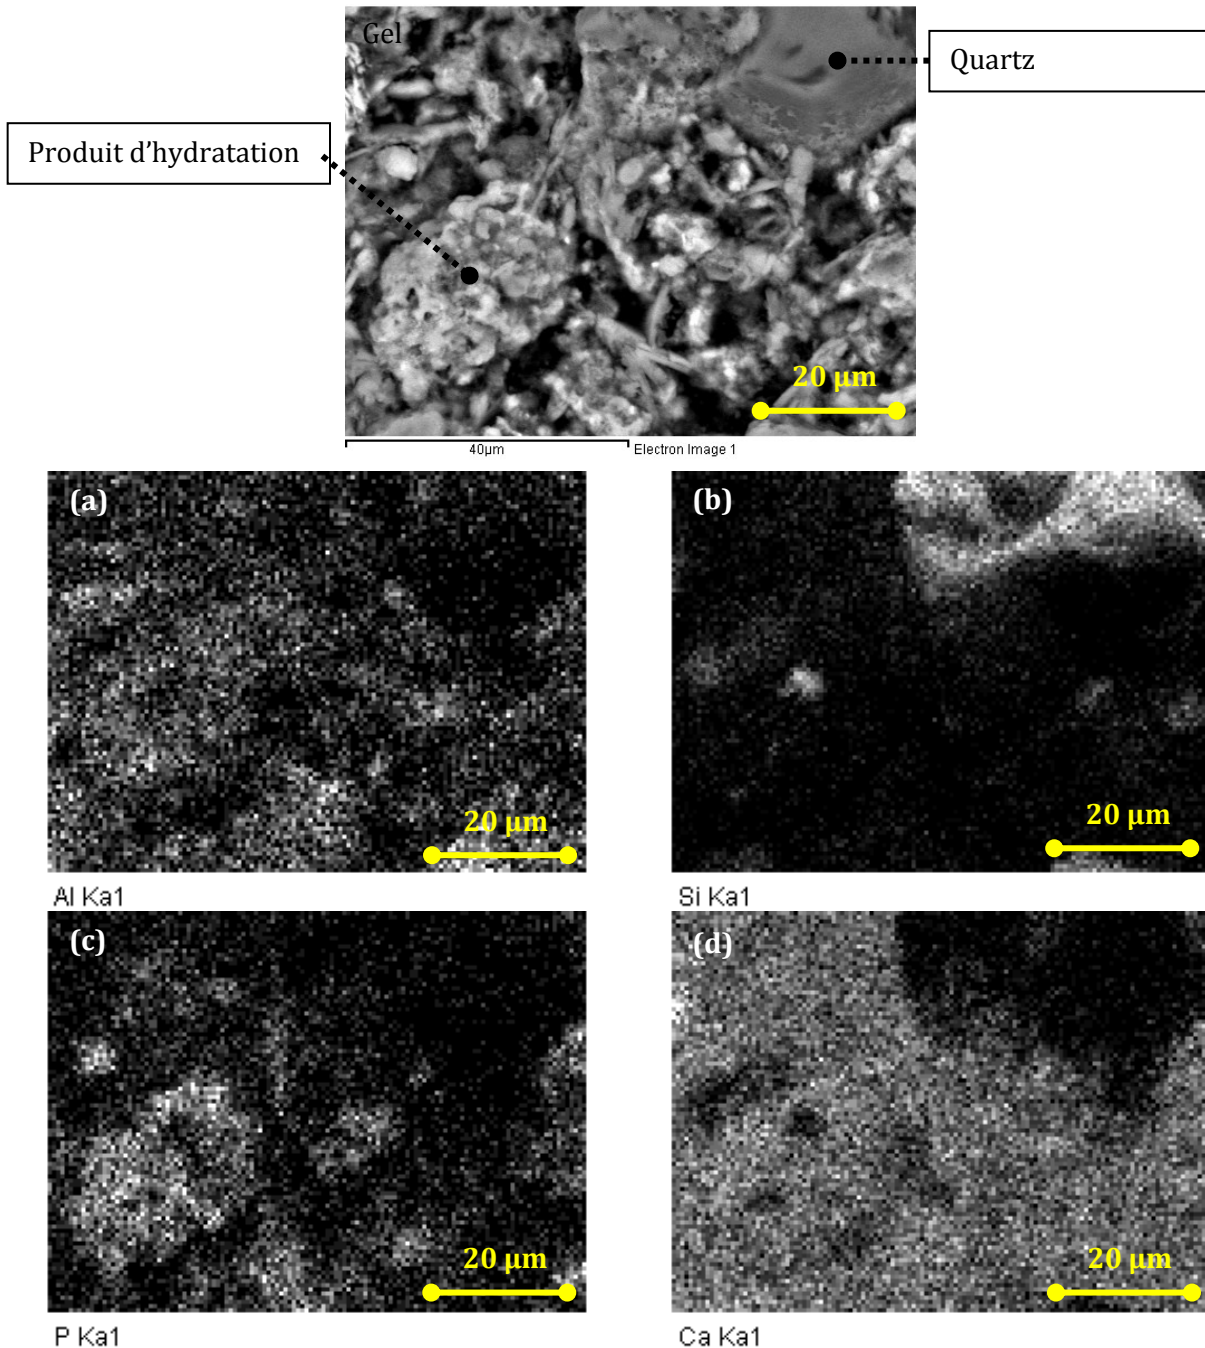 Gel
Quartz
Produit d'hydratation
20 µm
40µm
Electron Image 1
(a)
20 µm
Al Ka1
(b)
20 µm
Si Ka1
(c)
20 µm
P Ka1
(d)
20 µm
Ca Ka1